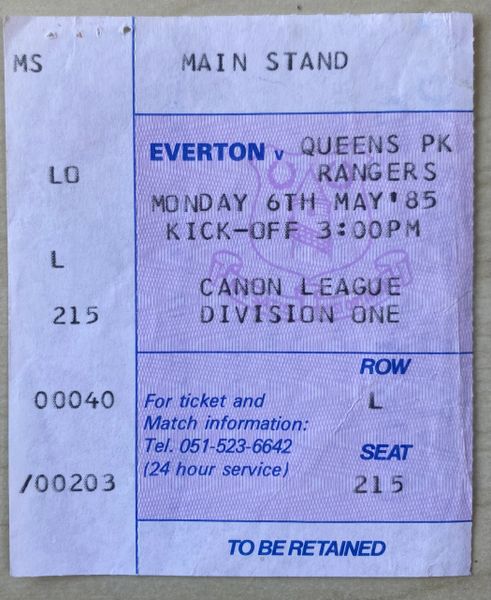 MS
LO
L
215
00040
/00203
MAIN STAND
EVERTON v QUEENS PK
RANGERS
MONDAY 6TH MAY'85
KICK-OFF 3:00PM
CANON LEAGUE
DIVISION ONE
For ticket and
Match information:
Tel. 051-523-6642
(24 hour service)
ROW
L
SEAT
215
TO BE RETAINED